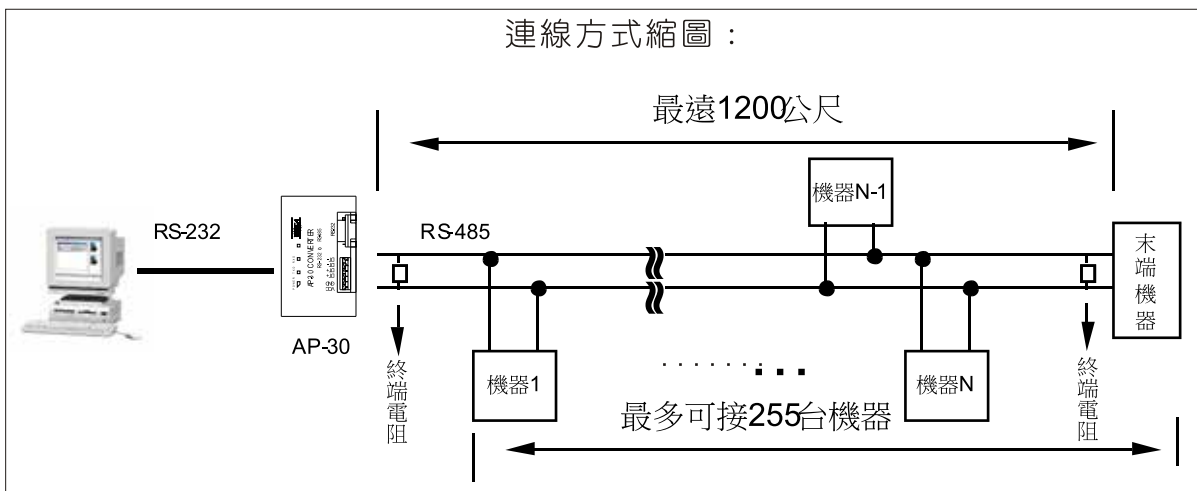 連線方式縮圖：
最遠1200公尺
機器N-1
RS-232
RS-485
AP-30
末端機器
終端電阻
機器1
機器N
終端電阻
最多可接255台機器